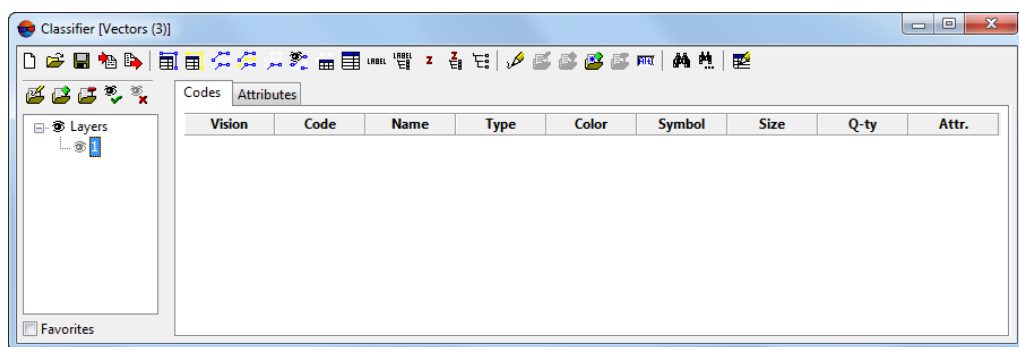 Classifier [Vectors (3)]
LABEL LABEL Z Z
Codes Attributes
Layers
1
Vision Code Name Type Color Symbol Size Q-ty Attr.
Favorites